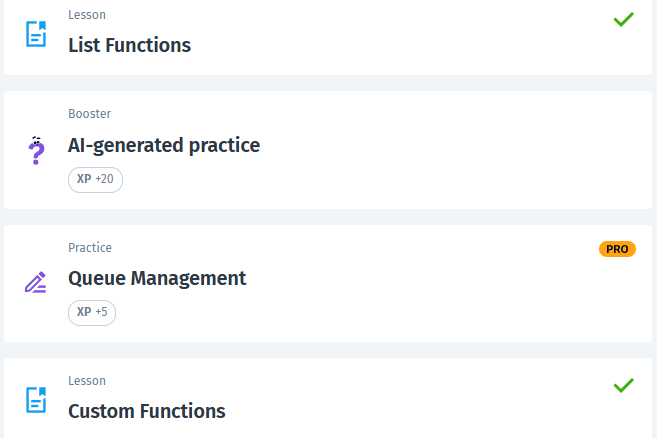 Lesson
List Functions
Booster
AI-generated practice
XP +20
Practice
PRO
Queue Management
XP +5
Lesson
Custom Functions